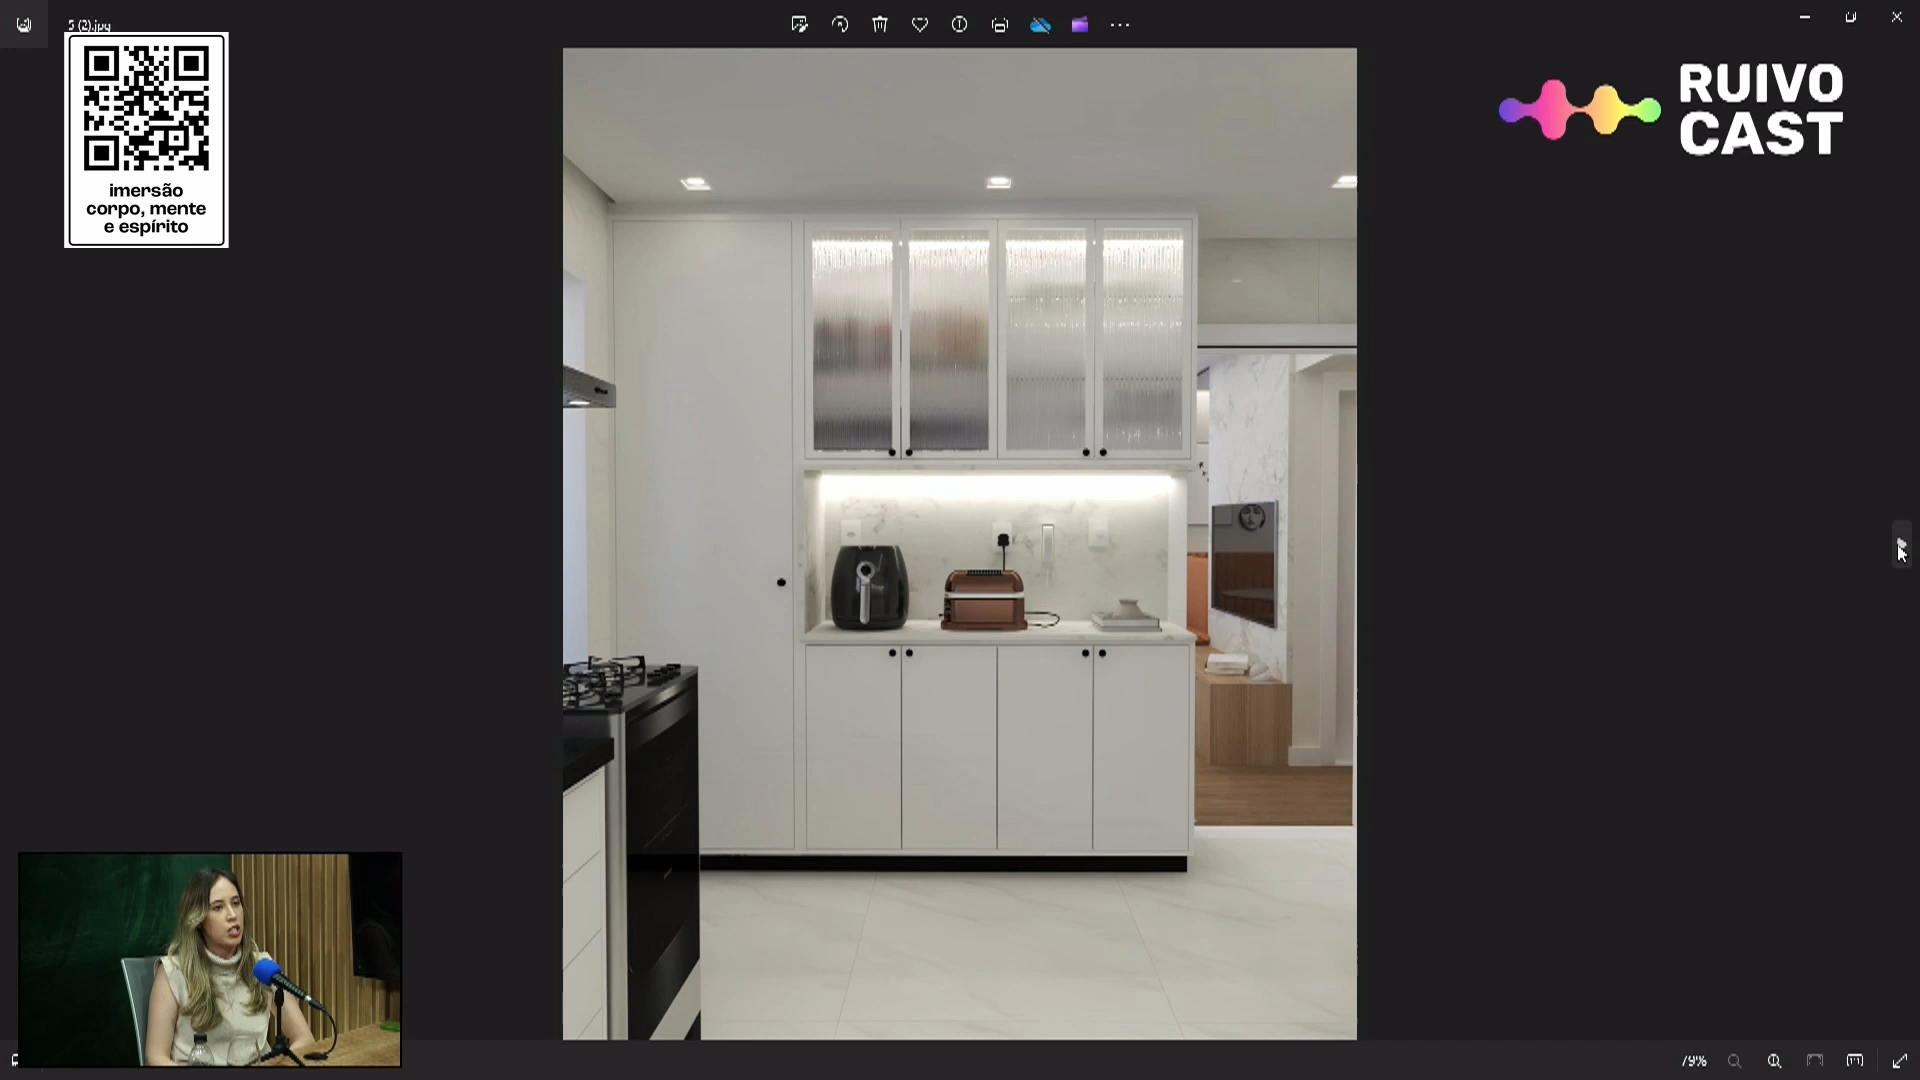 5 (2).jpg
imersão
corpo, mente
e espírito
RUIVO
CAST
79%